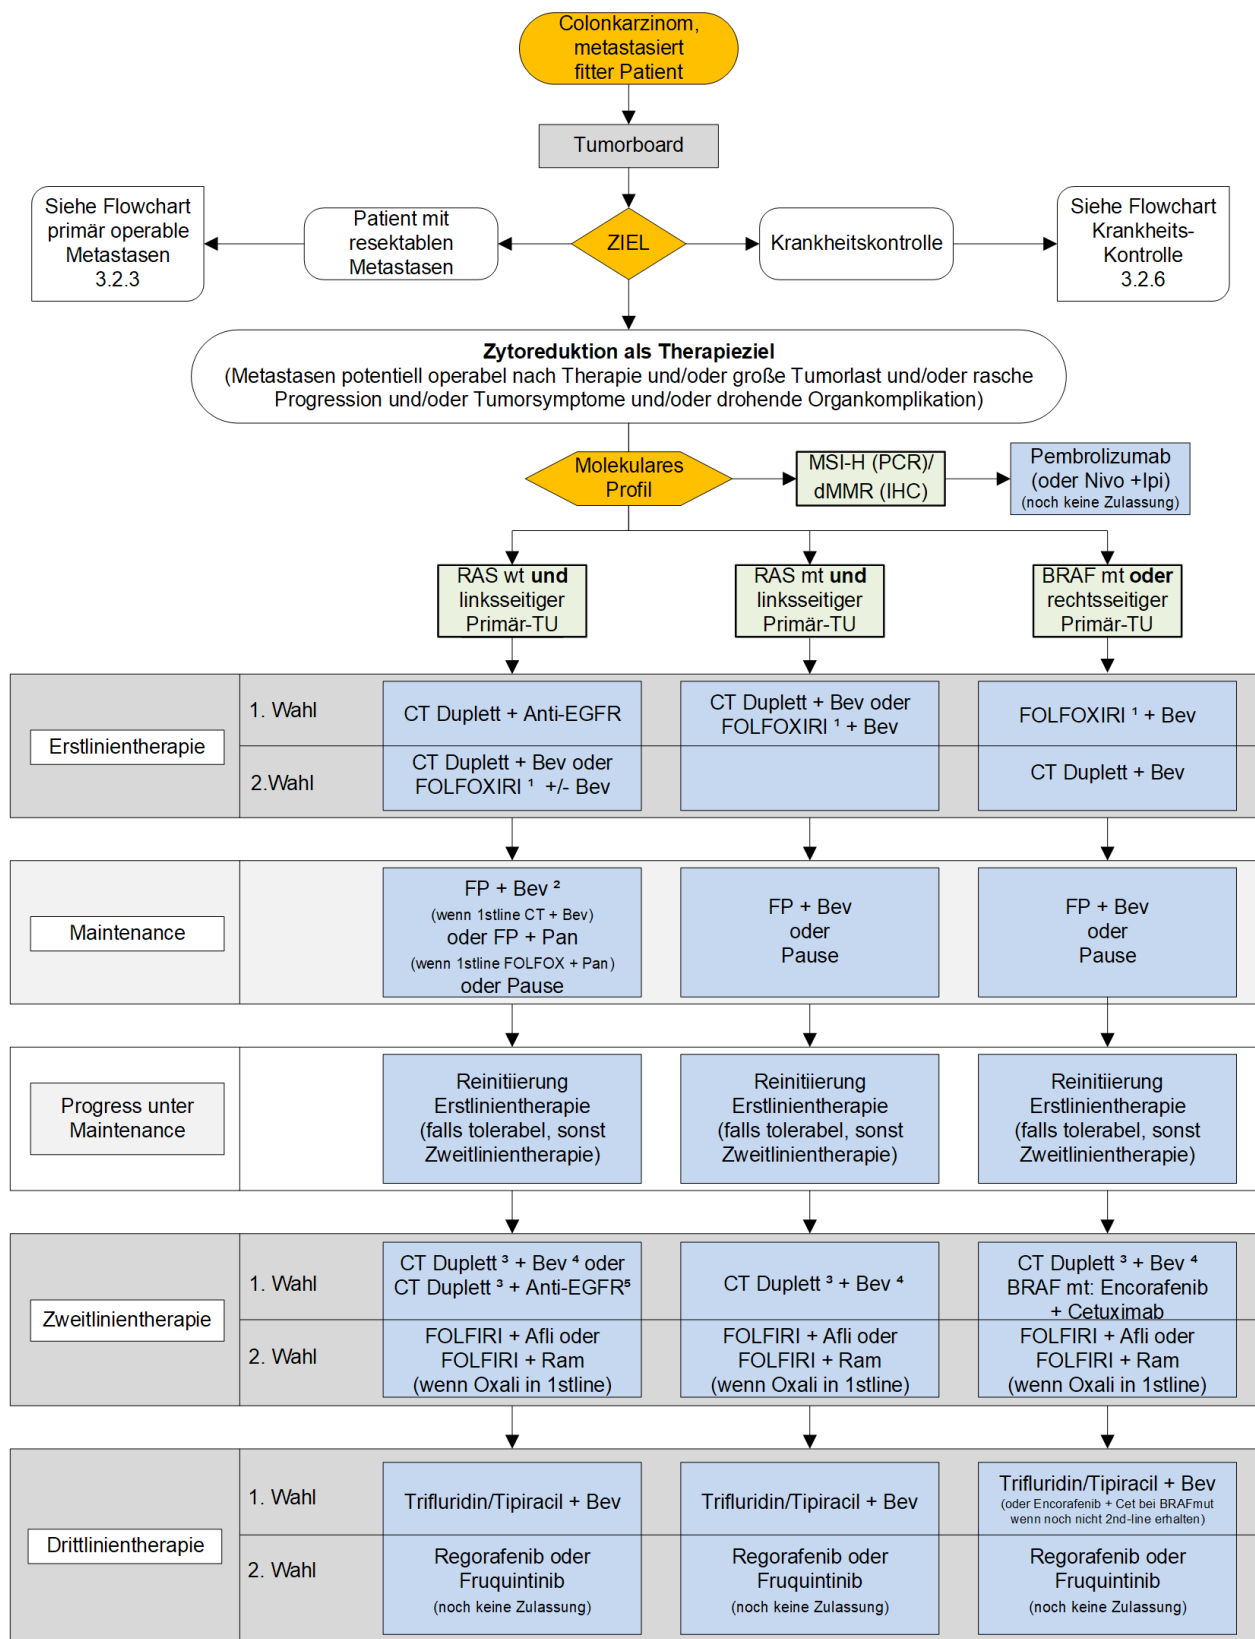 Colonkarzinom,
metastasiert
fitter Patient
Tumorboard
Siehe Flowchart
primär operable
Metastasen
3.2.3
Patient mit
resektablen
Metastasen
ZIEL
Krankheitskontrolle
Siehe Flowchart
Krankheits-
Kontrolle
3.2.6
Zytoreduktion als Therapieziel
(Metastasen potentiell operabel nach Therapie und/oder große Tumorlast und/oder rasche
Progression und/oder Tumorsymptome und/oder drohende Organkomplikation)
Molekulares
Profil
MSI-H (PCR)/
dMMR (IHC)
Pembrolizumab
(oder Nivo +Ipi)
(noch keine Zulassung)
RAS wt und
linksseitiger
Primär-TU
RAS mt und
linksseitiger
Primär-TU
BRAF mt oder
rechtsseitiger
Primär-TU
Erstlinientherapie
1. Wahl
CT Duplett + Anti-EGFR
CT Duplett + Bev oder
FOLFOXIRI ¹ + Bev
FOLFOXIRI ¹ + Bev
2.Wahl
CT Duplett + Bev oder
FOLFOXIRI ¹ +/- Bev
CT Duplett + Bev
Maintenance
FP + Bev ²
(wenn 1stline CT + Bev)
oder FP + Pan
(wenn 1stline FOLFOX + Pan)
oder Pause
FP + Bev
oder
Pause
FP + Bev
oder
Pause
Progress unter
Maintenance
Reinitiierung
Erstlinientherapie
(falls tolerabel, sonst
Zweitlinientherapie)
Reinitiierung
Erstlinientherapie
(falls tolerabel, sonst
Zweitlinientherapie)
Reinitiierung
Erstlinientherapie
(falls tolerabel, sonst
Zweitlinientherapie)
Zweitlinientherapie
1. Wahl
CT Duplett ³ + Bev ⁴ oder
CT Duplett ³ + Anti-EGFR⁵
CT Duplett ³ + Bev ⁴
CT Duplett ³ + Bev ⁴
BRAF mt: Encorafenib
+ Cetuximab
2. Wahl
FOLFIRI + Afli oder
FOLFIRI + Ram
(wenn Oxali in 1stline)
FOLFIRI + Afli oder
FOLFIRI + Ram
(wenn Oxali in 1stline)
FOLFIRI + Afli oder
FOLFIRI + Ram
(wenn Oxali in 1stline)
Drittlinientherapie
1. Wahl
Trifluridin/Tipiracil + Bev
Trifluridin/Tipiracil + Bev
Trifluridin/Tipiracil + Bev
(oder Encorafenib + Cet bei BRAFmut
wenn noch nicht 2nd-line erhalten)
2. Wahl
Regorafenib oder
Fruquintinib
(noch keine Zulassung)
Regorafenib oder
Fruquintinib
(noch keine Zulassung)
Regorafenib oder
Fruquintinib
(noch keine Zulassung)